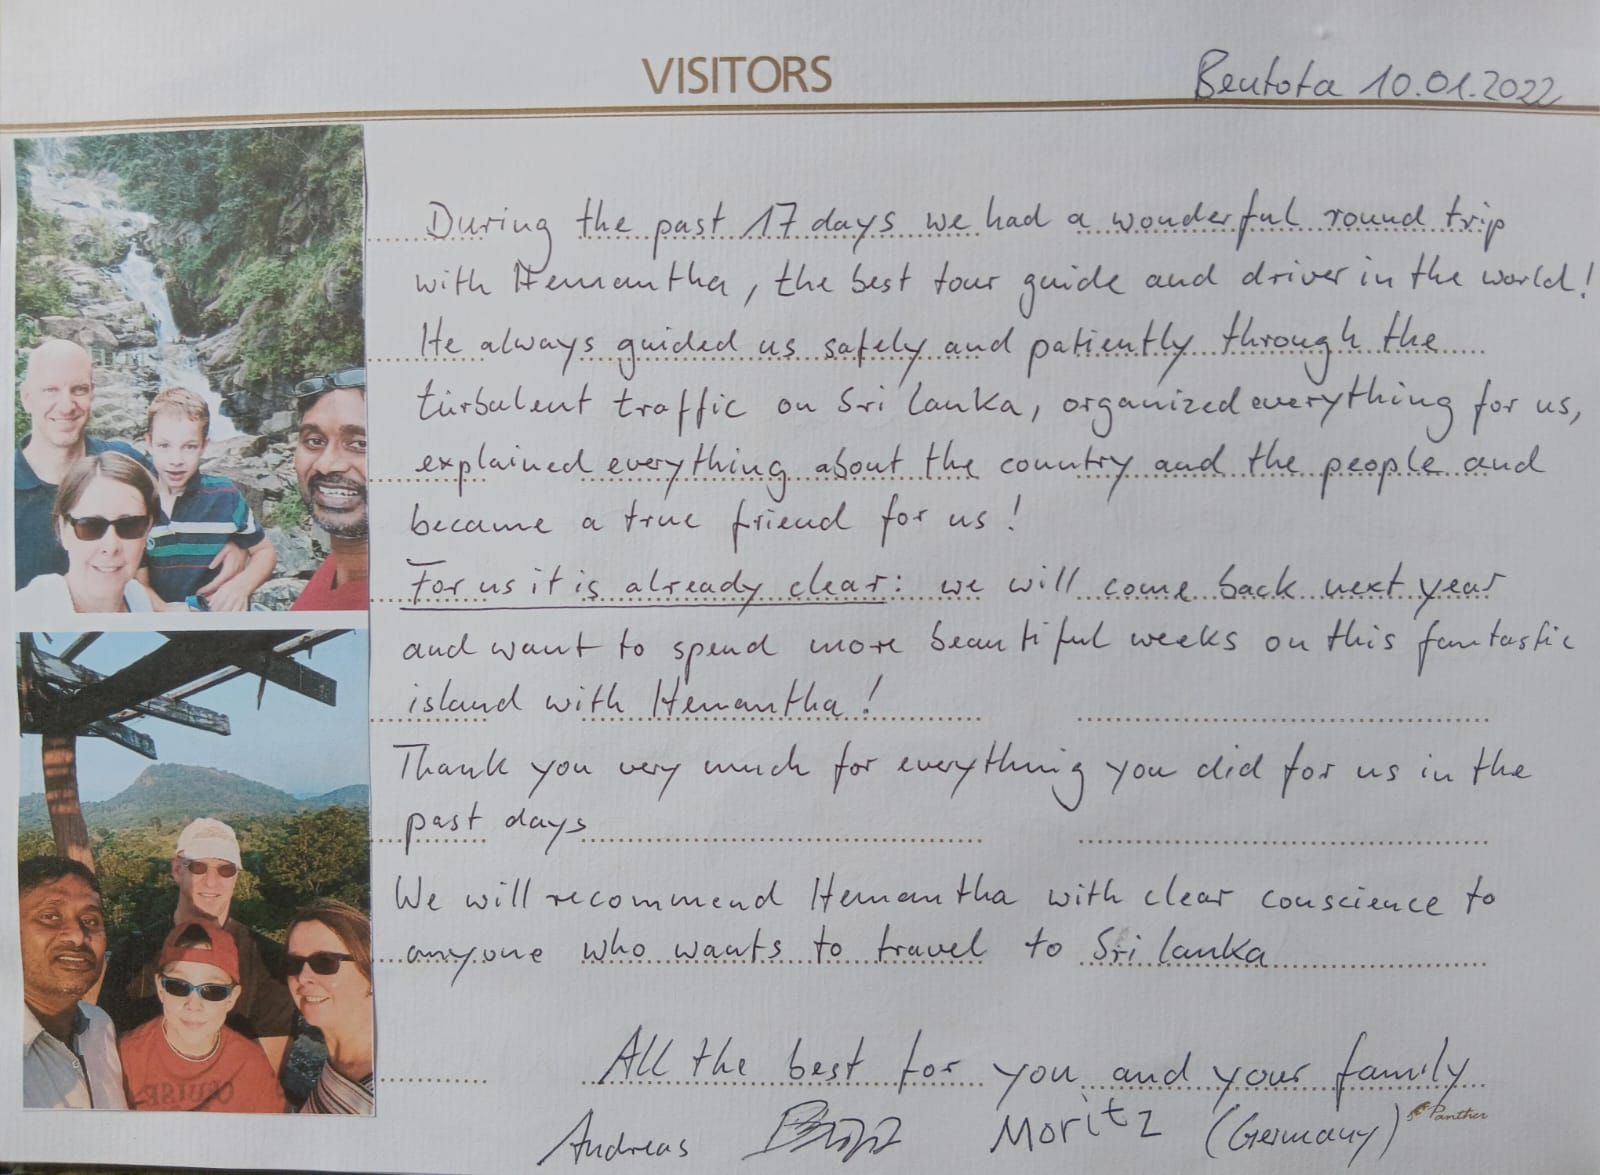 VISITORS
Bentota 10.01.2022
During the past 17 days we had a wonderful round trip
with Hemantha, the best tour guide and driver in the world!
He always guided us safely and patiently through the
turbulent traffic on Sri Lanka, organized everything for us,
explained everything about the country and the people and
became a true friend for us!
For us it is already clear: we will come back next year
and want to spend more beautiful weeks on this fantastic
island with Hemantha!
Thank you very much for everything you did for us in the
past days
We will recommend Hemantha with clear conscience to
anyone who wants to travel to Sri Lanka
All the best for you and your family
Andreas Moritz (Germany)
Panther